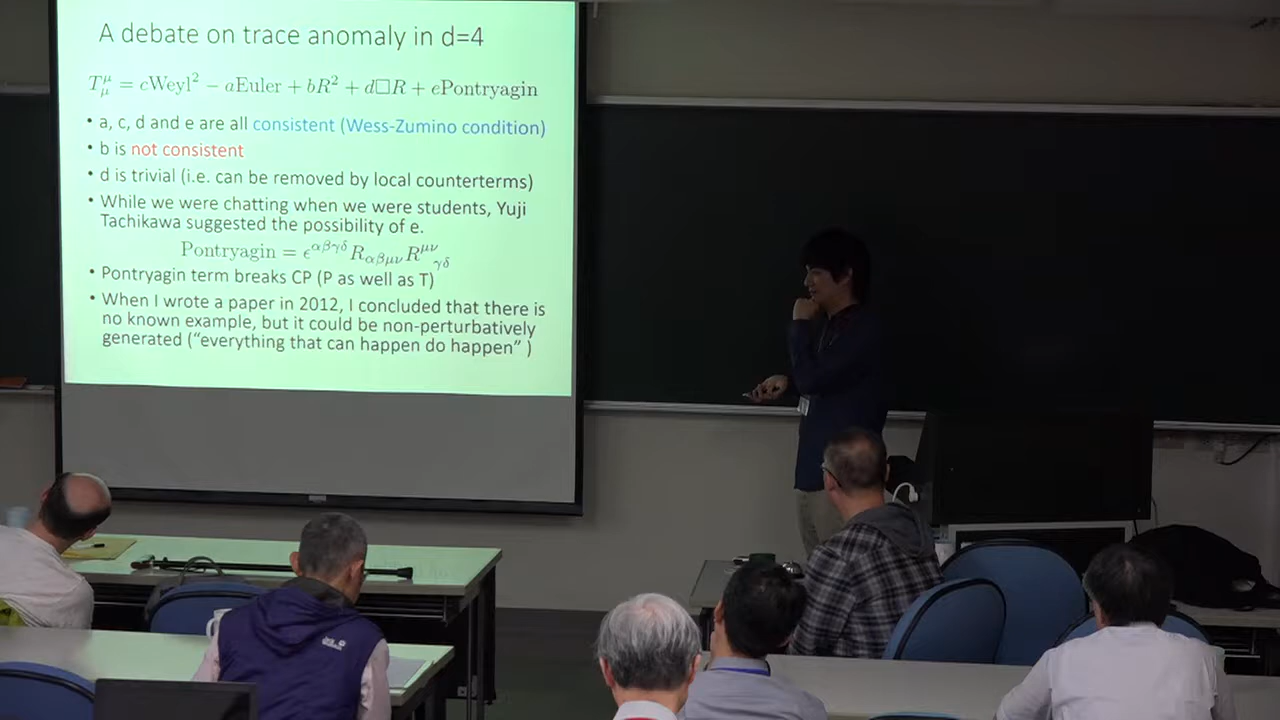 A debate on trace anomaly in d=4
T^μ_μ = cWeyl² − aEuler + bR² + d□R + ePontryagin
• a, c, d and e are all consistent (Wess-Zumino condition)
• b is not consistent
• d is trivial (i.e. can be removed by local counterterms)
• While we were chatting when we were students, Yuji
Tachikawa suggested the possibility of e.
Pontryagin = ϵ^{αβγδ} R_{αβμν} R^{μν}_{γδ}
• Pontryagin term breaks CP (P as well as T)
• When I wrote a paper in 2012, I concluded that there is
no known example, but it could be non-perturbatively
generated (“everything that can happen do happen” )